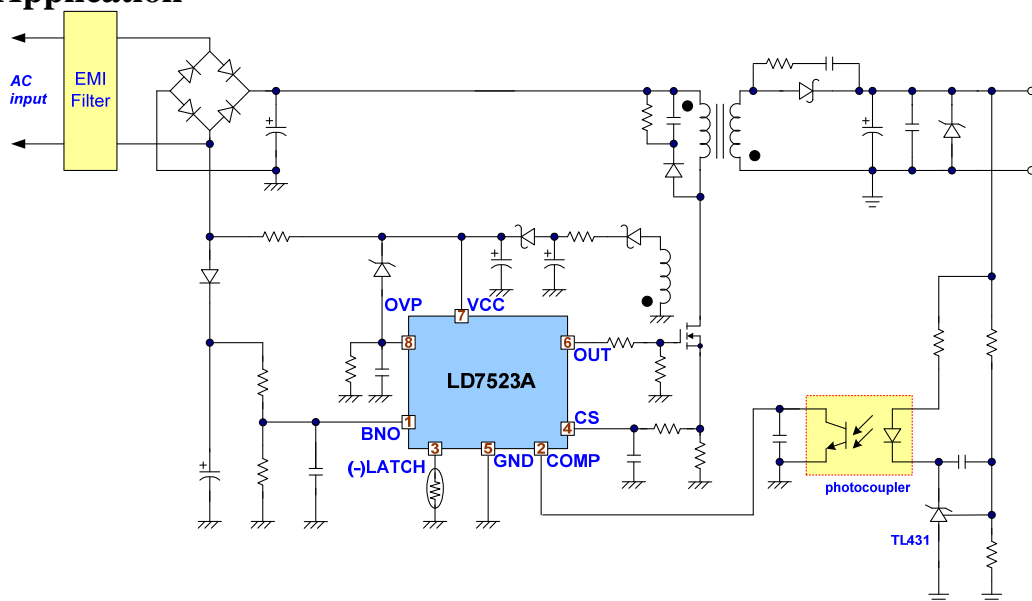 Application
AC
input
EMI
Filter
+
+
+
+
OVP
VCC
7
8
6
OUT
LD7523A
CS
1
4
BNO
3
5
2
(-)LATCH
GND
COMP
+
photocoupler
TL431